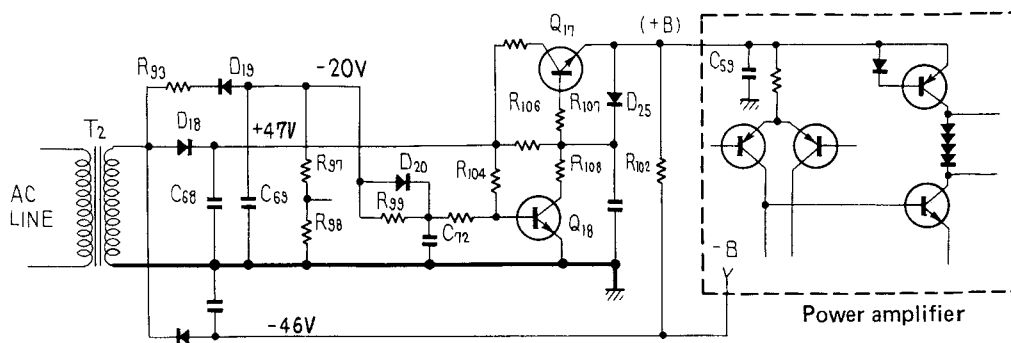 Q17
(+B)
R93
D19
-20V
C59
D18
+47V
R106
R107
D25
T2
R97
D20
R104
R108
R102
AC
LINE
C68
C69
R99
R98
C72
Q18
-B
-46V
Power amplifier